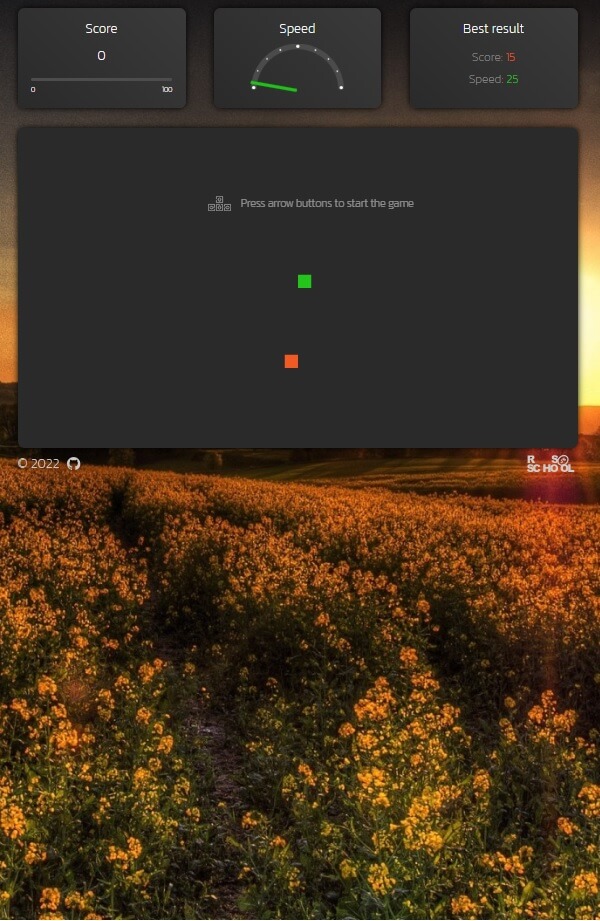 Score
0
0 100
Speed
Best result
Score: 15
Speed: 25
Press arrow buttons to start the game
© 2022
RS
SCHOOL